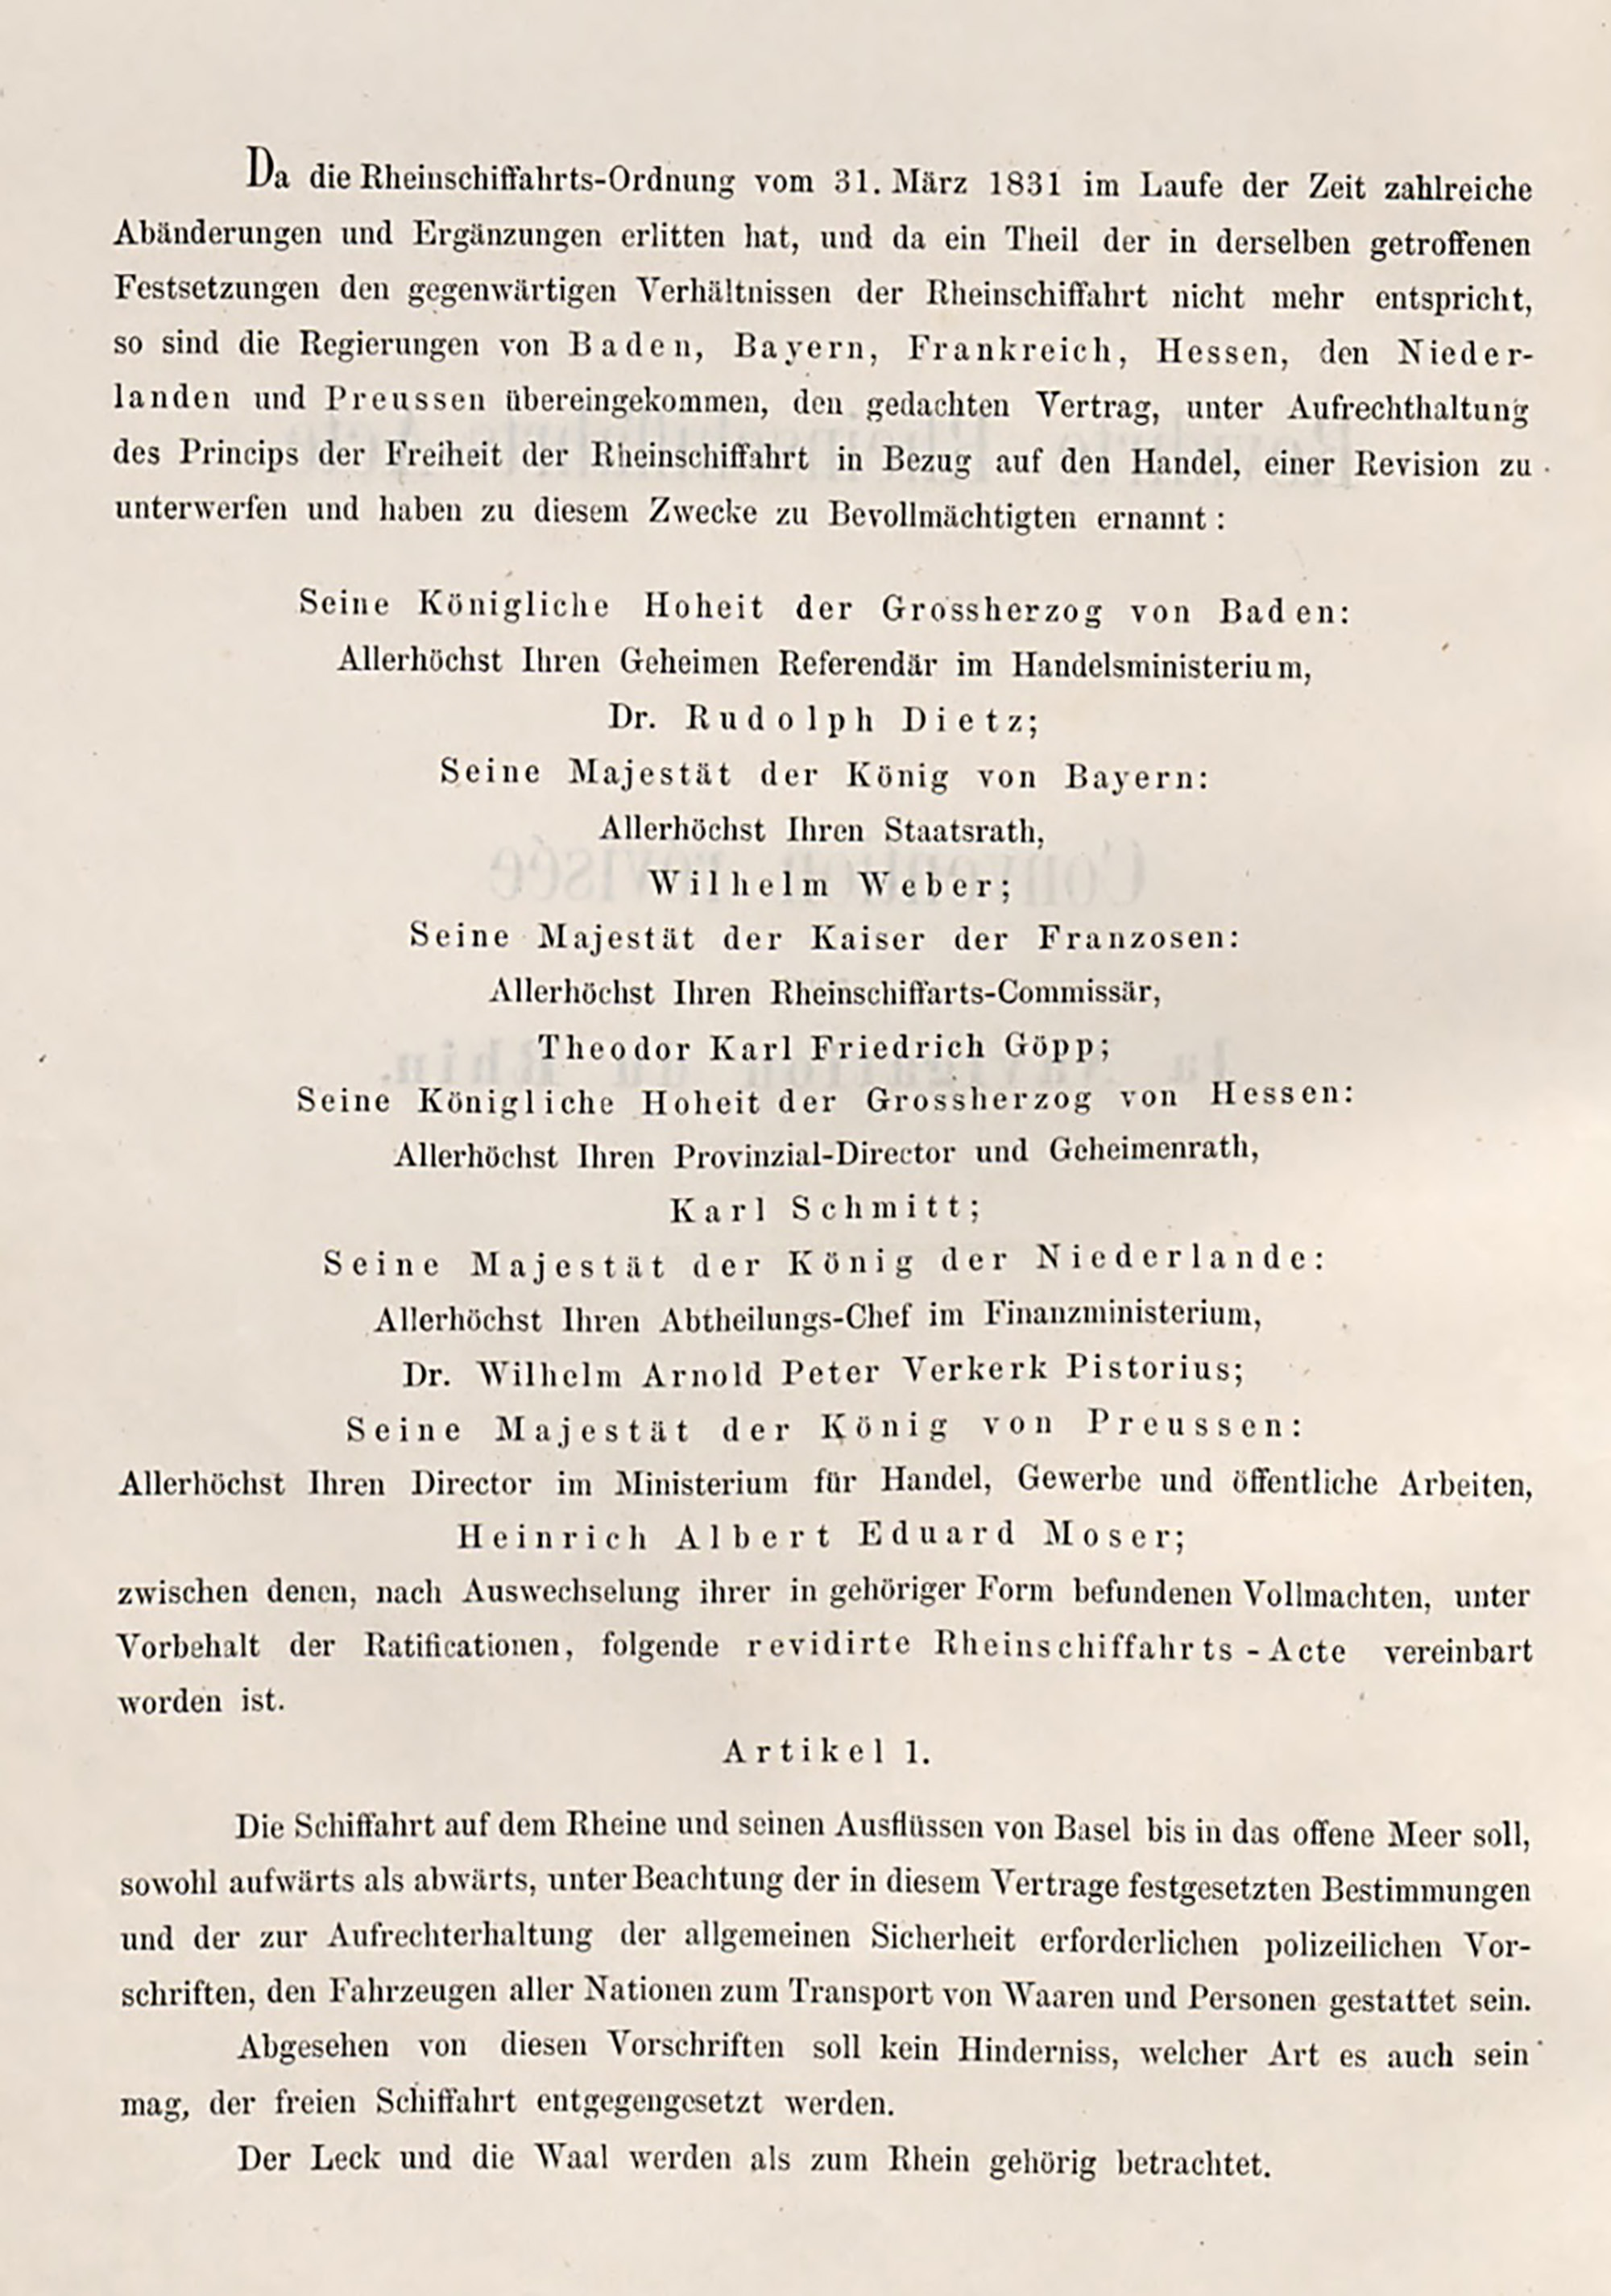 Da die Rheinschiffahrts-Ordnung vom 31. März 1831 im Laufe der Zeit zahlreiche
Abänderungen und Ergänzungen erlitten hat, und da ein Theil der in derselben getroffenen
Festsetzungen den gegenwärtigen Verhältnissen der Rheinschiffahrt nicht mehr entspricht,
so sind die Regierungen von Baden, Bayern, Frankreich, Hessen, den Nieder-
landen und Preussen übereingekommen, den gedachten Vertrag, unter Aufrechthaltung
des Princips der Freiheit der Rheinschiffahrt in Bezug auf den Handel, einer Revision zu
unterwerfen und haben zu diesem Zwecke zu Bevollmächtigten ernannt:
Seine Königliche Hoheit der Grossherzog von Baden:
Allerhöchst Ihren Geheimen Referendär im Handelsministerium,
Dr. Rudolph Dietz;
Seine Majestät der König von Bayern:
Allerhöchst Ihren Staatsrath,
Wilhelm Weber;
Seine Majestät der Kaiser der Franzosen:
Allerhöchst Ihren Rheinschiffarts-Commissär,
Theodor Karl Friedrich Göpp;
Seine Königliche Hoheit der Grossherzog von Hessen:
Allerhöchst Ihren Provinzial-Director und Geheimenrath,
Karl Schmitt;
Seine Majestät der König der Niederlande:
Allerhöchst Ihren Abtheilungs-Chef im Finanzministerium,
Dr. Wilhelm Arnold Peter Verkerk Pistorius;
Seine Majestät der König von Preussen:
Allerhöchst Ihren Director im Ministerium für Handel, Gewerbe und öffentliche Arbeiten,
Heinrich Albert Eduard Moser;
zwischen denen, nach Auswechselung ihrer in gehöriger Form befundenen Vollmachten, unter
Vorbehalt der Ratificationen, folgende revidirte Rheinschiffahrts-Acte vereinbart
worden ist.
Artikel 1.
Die Schiffahrt auf dem Rheine und seinen Ausflüssen von Basel bis in das offene Meer soll,
sowohl aufwärts als abwärts, unter Beachtung der in diesem Vertrage festgesetzten Bestimmungen
und der zur Aufrechterhaltung der allgemeinen Sicherheit erforderlichen polizeilichen Vor-
schriften, den Fahrzeugen aller Nationen zum Transport von Waaren und Personen gestattet sein.
Abgesehen von diesen Vorschriften soll kein Hinderniss, welcher Art es auch sein
mag, der freien Schiffahrt entgegengesetzt werden.
Der Leck und die Waal werden als zum Rhein gehörig betrachtet.